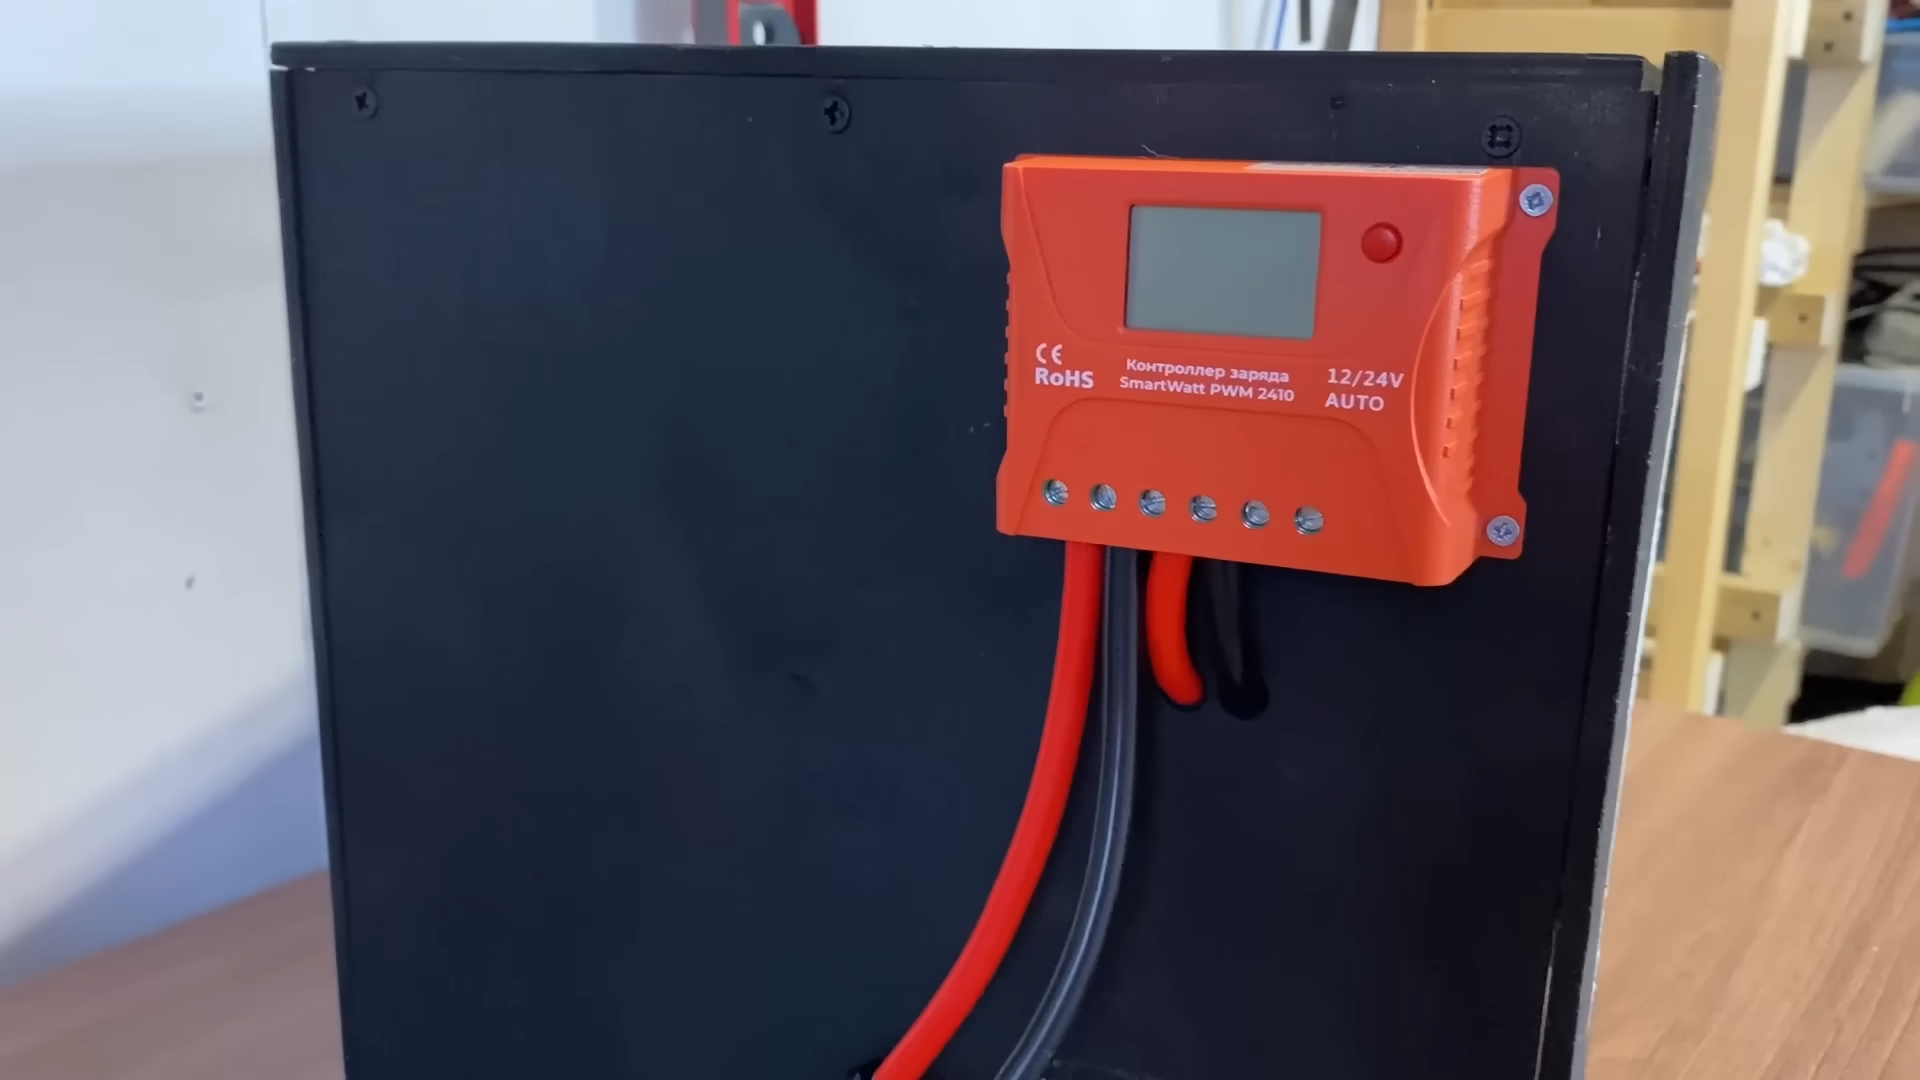 CE
RoHS
Контроллер заряда
SmartWatt PWM 2410
12/24V
AUTO